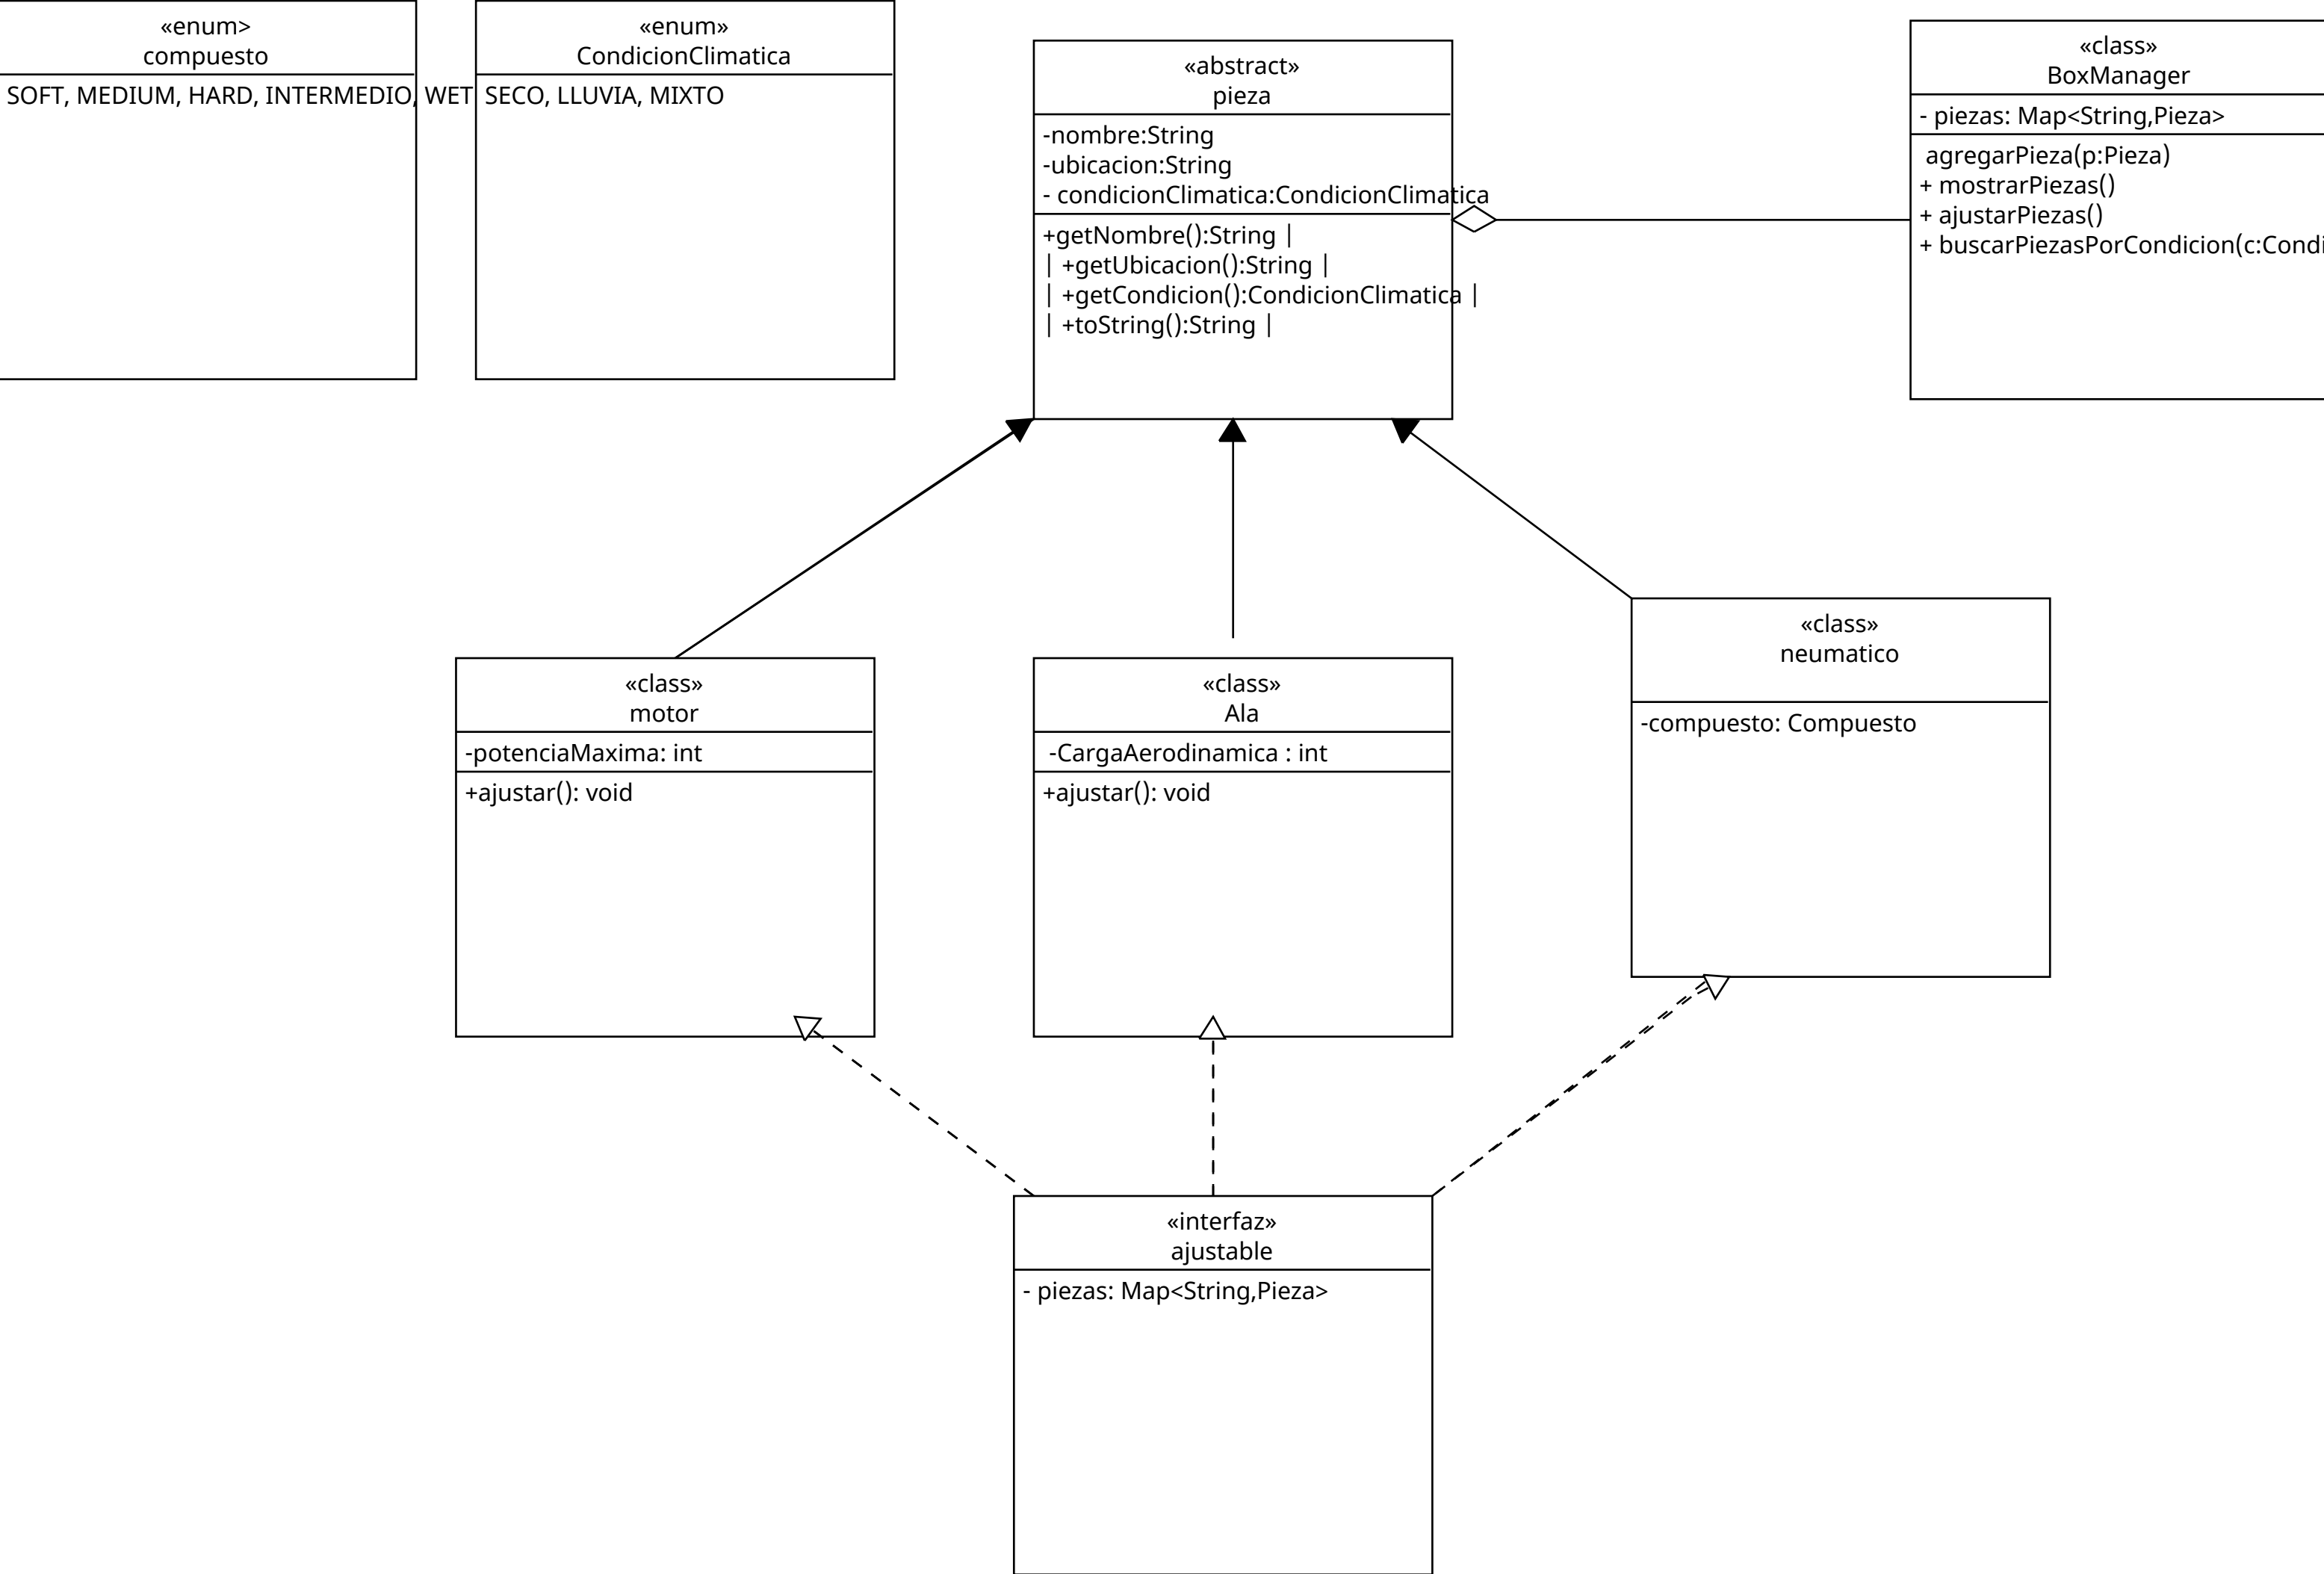 «enum>
compuesto
SOFT, MEDIUM, HARD, INTERMEDIO, WET
«enum»
CondicionClimatica
SECO, LLUVIA, MIXTO
«abstract»
pieza
-nombre:String
-ubicacion:String
- condicionClimatica:CondicionClimatica
+getNombre():String |
| +getUbicacion():String |
| +getCondicion():CondicionClimatica |
| +toString():String |
«class»
BoxManager
- piezas: Map<String,Pieza>
agregarPieza(p:Pieza)
+ mostrarPiezas()
+ ajustarPiezas()
+ buscarPiezasPorCondicion(c:Condi
«class»
motor
-potenciaMaxima: int
+ajustar(): void
«class»
Ala
-CargaAerodinamica : int
+ajustar(): void
«class»
neumatico
-compuesto: Compuesto
«interfaz»
ajustable
- piezas: Map<String,Pieza>